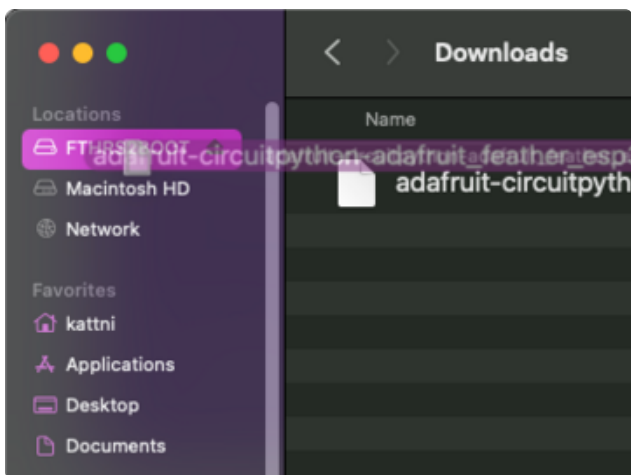 Downloads
Locations
Name
adafruit-circuitpython-adafruit_feather_esp
adafruit-circuitpyth
Macintosh HD
Network
Favorites
kattni
Applications
Desktop
Documents